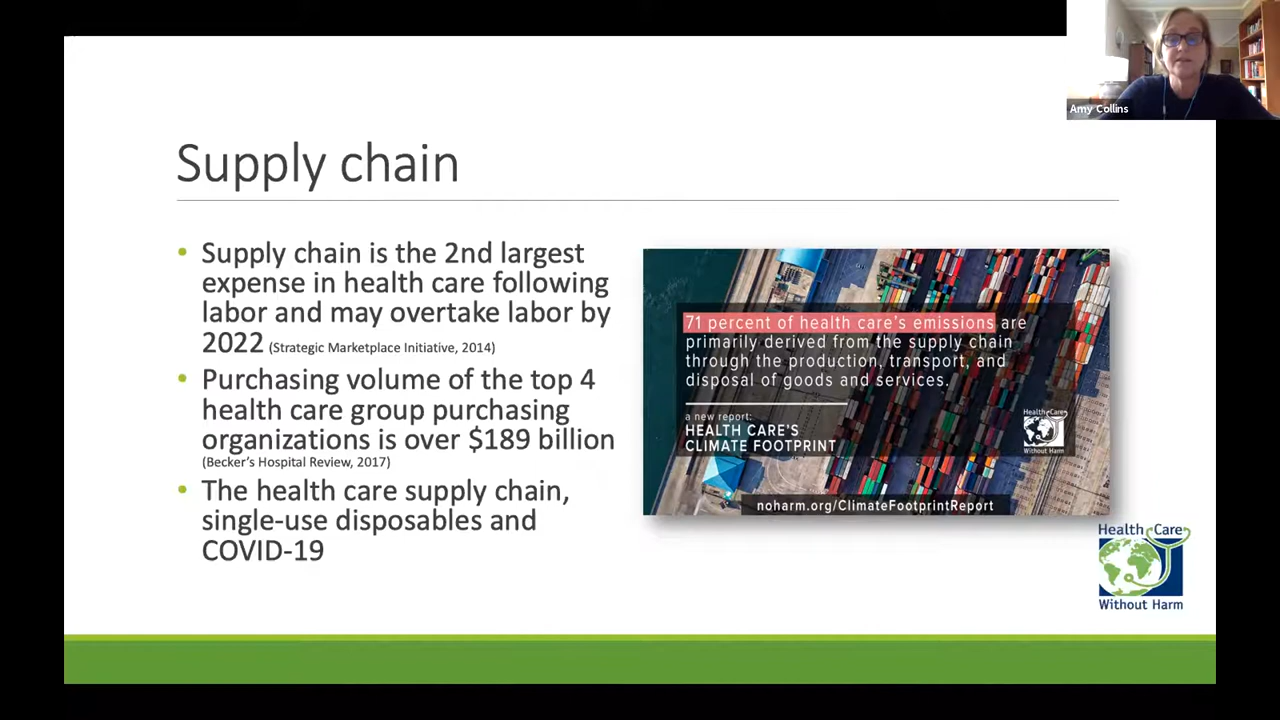 Amy Collins
Supply chain
• Supply chain is the 2nd largest
expense in health care following
labor and may overtake labor by
2022 (Strategic Marketplace Initiative, 2014)
• Purchasing volume of the top 4
health care group purchasing
organizations is over $189 billion
(Becker's Hospital Review, 2017)
• The health care supply chain,
single-use disposables and
COVID-19
71 percent of health care's emissions are
primarily derived from the supply chain
through the production, transport, and
disposal of goods and services.
a new report:
HEALTH CARE'S
CLIMATE FOOTPRINT
Health Care
Without Harm
noharm.org/ClimateFootprintReport
Health Care
Without Harm